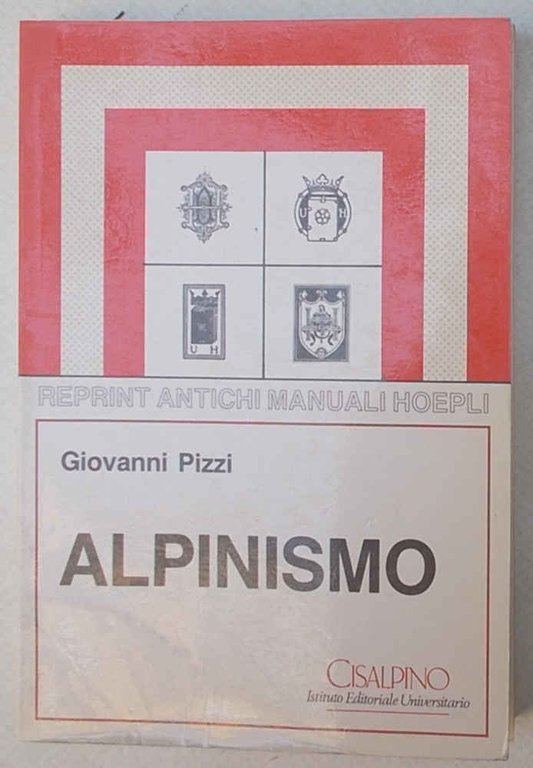 U H
U H
REPRINT ANTICHI MANUALI HOEPLI
Giovanni Pizzi
ALPINISMO
CISALPINO
Istituto Editoriale Universitario